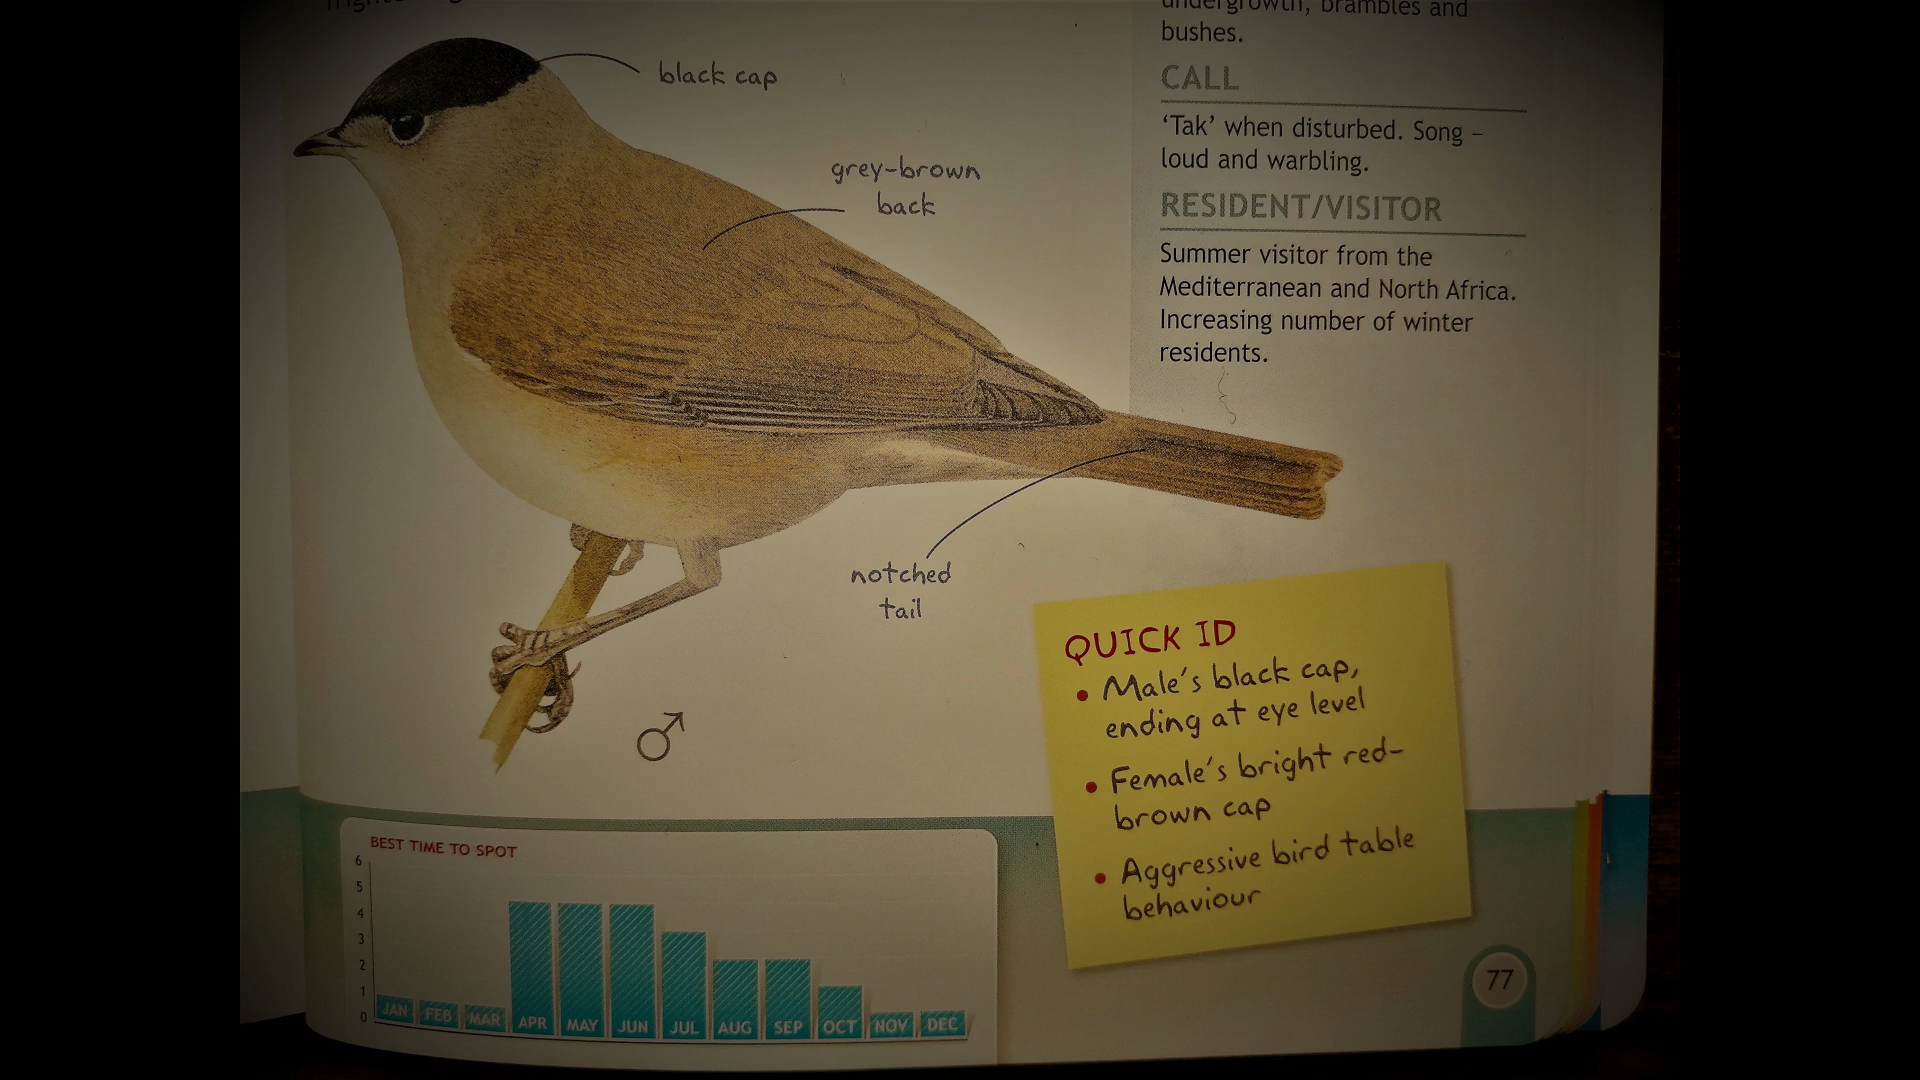 undergrowth, brambles and
bushes.
CALL
'Tak' when disturbed. Song –
loud and warbling.
RESIDENT/VISITOR
Summer visitor from the
Mediterranean and North Africa.
Increasing number of winter
residents.
black cap
grey-brown
back
notched
tail
♂
QUICK ID
• Male's black cap,
ending at eye level
• Female's bright red-
brown cap
• Aggressive bird table
behaviour
BEST TIME TO SPOT
6
5
4
3
2
1
0
JAN FEB MAR APR MAY JUN JUL AUG SEP OCT NOV DEC
77